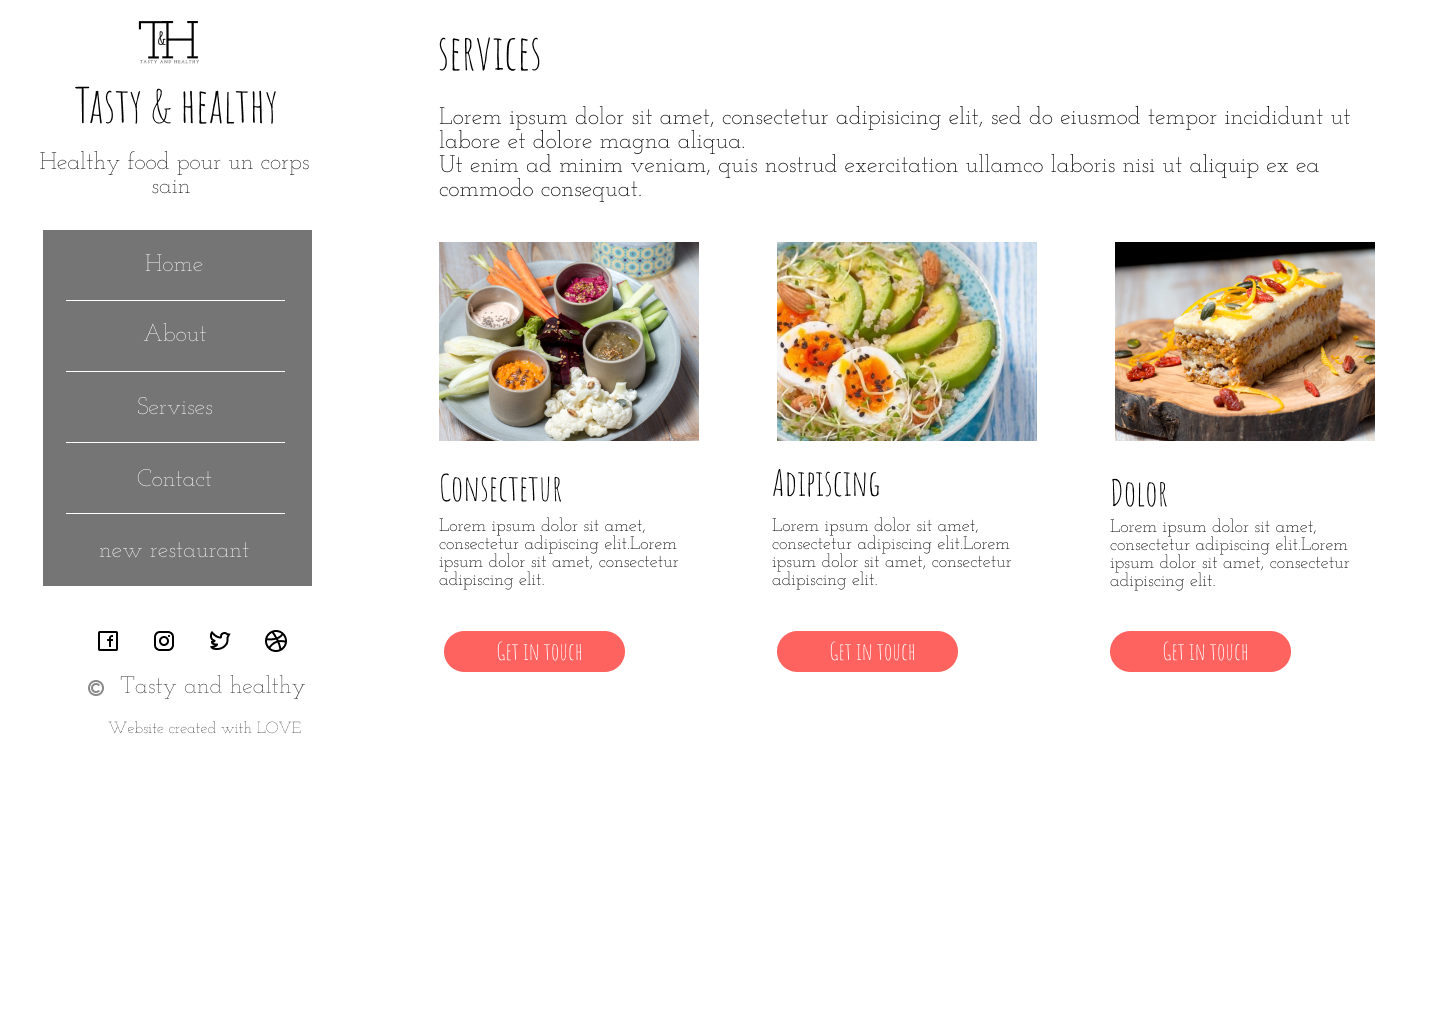 T&H
TASTY AND HEALTHY
Tasty & healthy
Healthy food pour un corps
sain
Home
About
Servises
Contact
new restaurant
© Tasty and healthy
Website created with LOVE
services
Lorem ipsum dolor sit amet, consectetur adipisicing elit, sed do eiusmod tempor incididunt ut
labore et dolore magna aliqua.
Ut enim ad minim veniam, quis nostrud exercitation ullamco laboris nisi ut aliquip ex ea
commodo consequat.
Consectetur
Lorem ipsum dolor sit amet,
consectetur adipiscing elit.Lorem
ipsum dolor sit amet, consectetur
adipiscing elit.
Get in touch
Adipiscing
Lorem ipsum dolor sit amet,
consectetur adipiscing elit.Lorem
ipsum dolor sit amet, consectetur
adipiscing elit.
Get in touch
Dolor
Lorem ipsum dolor sit amet,
consectetur adipiscing elit.Lorem
ipsum dolor sit amet, consectetur
adipiscing elit.
Get in touch